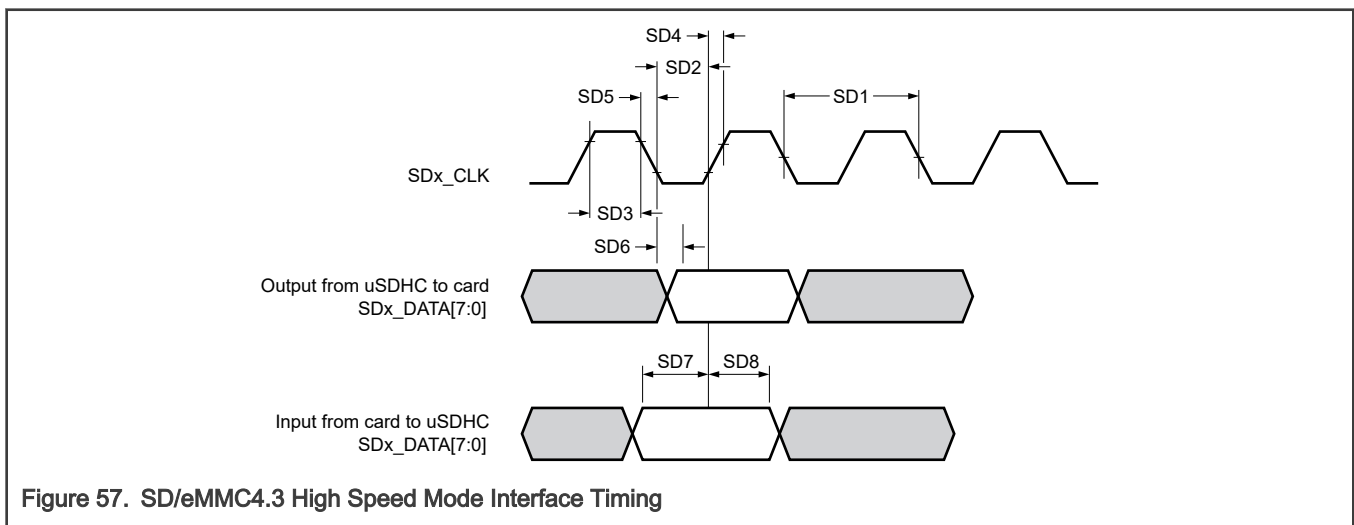 SD4
SD2
SD5
SD1
SDx_CLK
SD3
SD6
Output from uSDHC to card
SDx_DATA[7:0]
SD7
SD8
Input from card to uSDHC
SDx_DATA[7:0]
Figure 57. SD/eMMC4.3 High Speed Mode Interface Timing